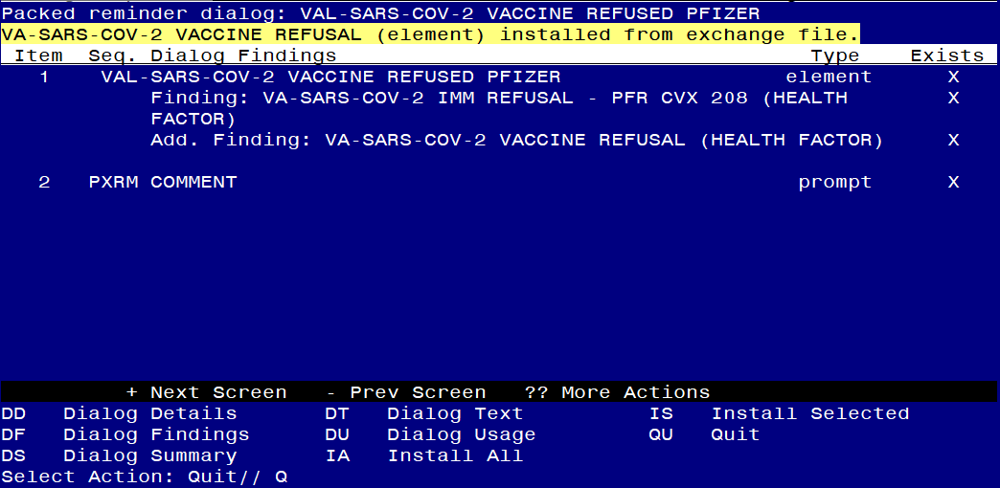 Packed reminder dialog: VAL-SARS-COV-2 VACCINE REFUSED PFIZER
VA-SARS-COV-2 VACCINE REFUSAL (element) installed from exchange file.
Item Seq. Dialog Findings Type Exists
1 VAL-SARS-COV-2 VACCINE REFUSED PFIZER element X
Finding: VA-SARS-COV-2 IMM REFUSAL - PFR CVX 208 (HEALTH X
FACTOR)
Add. Finding: VA-SARS-COV-2 VACCINE REFUSAL (HEALTH FACTOR) X
2 PXRM COMMENT prompt X
+ Next Screen - Prev Screen ?? More Actions
DD Dialog Details DT Dialog Text IS Install Selected
DF Dialog Findings DU Dialog Usage QU Quit
DS Dialog Summary IA Install All
Select Action: Quit// Q